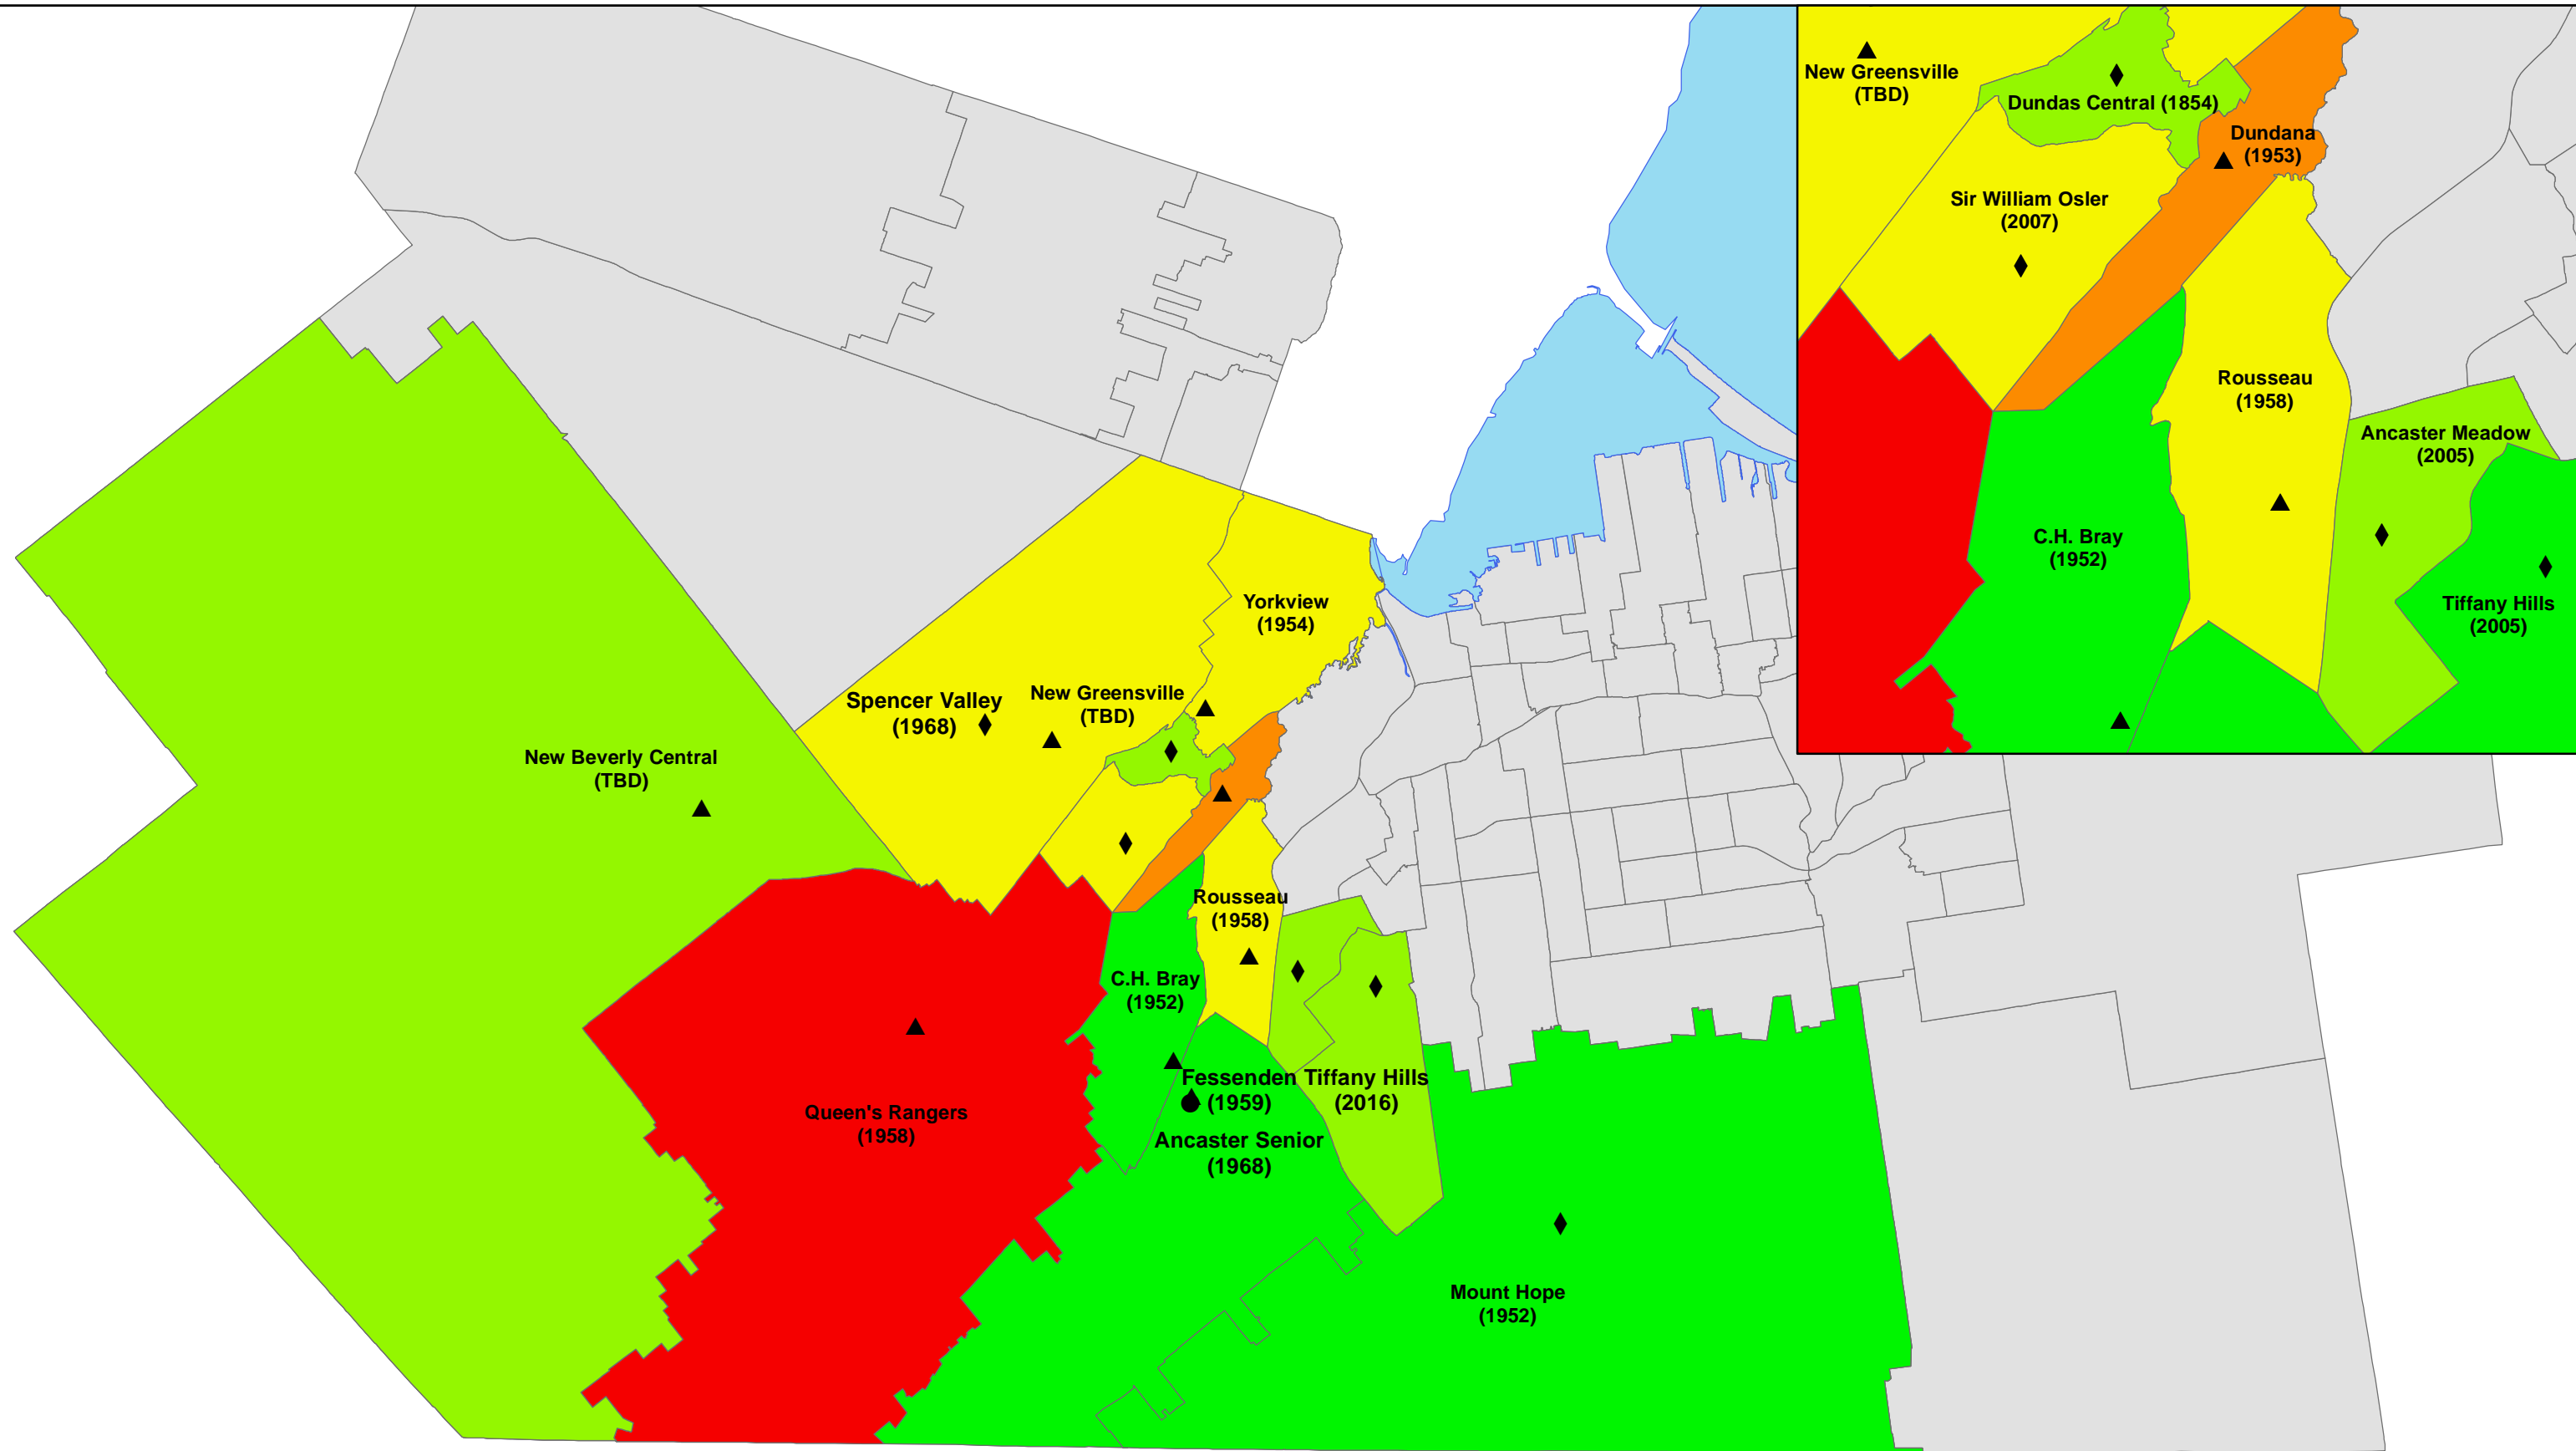 New Greensville
(TBD)
Dundas Central (1854)
Dundana
(1953)
Sir William Osler
(2007)
Rousseau
(1958)
Ancaster Meadow
(2005)
C.H. Bray
(1952)
Tiffany Hills
(2005)
Yorkview
(1954)
Spencer Valley
(1968)
New Greensville
(TBD)
New Beverly Central
(TBD)
Rousseau
(1958)
C.H. Bray
(1952)
Fessenden
(1959)
Tiffany Hills
(2016)
Queen's Rangers
(1958)
Ancaster Senior
(1968)
Mount Hope
(1952)